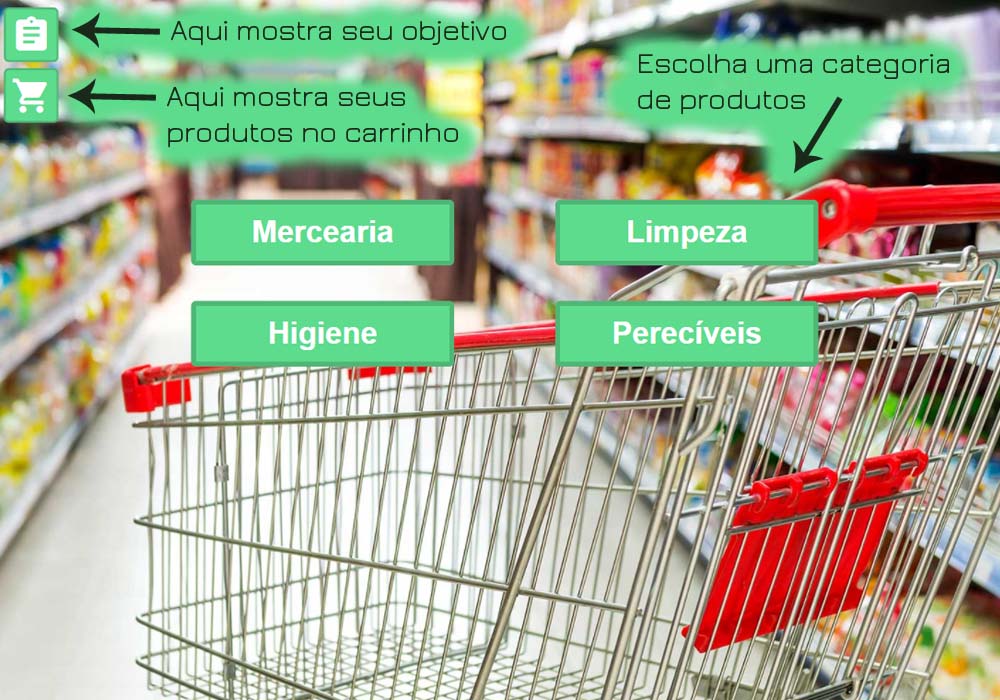 Aqui mostra seu objetivo
Aqui mostra seus
produtos no carrinho
Escolha uma categoria
de produtos
Mercearia
Limpeza
Higiene
Perecíveis